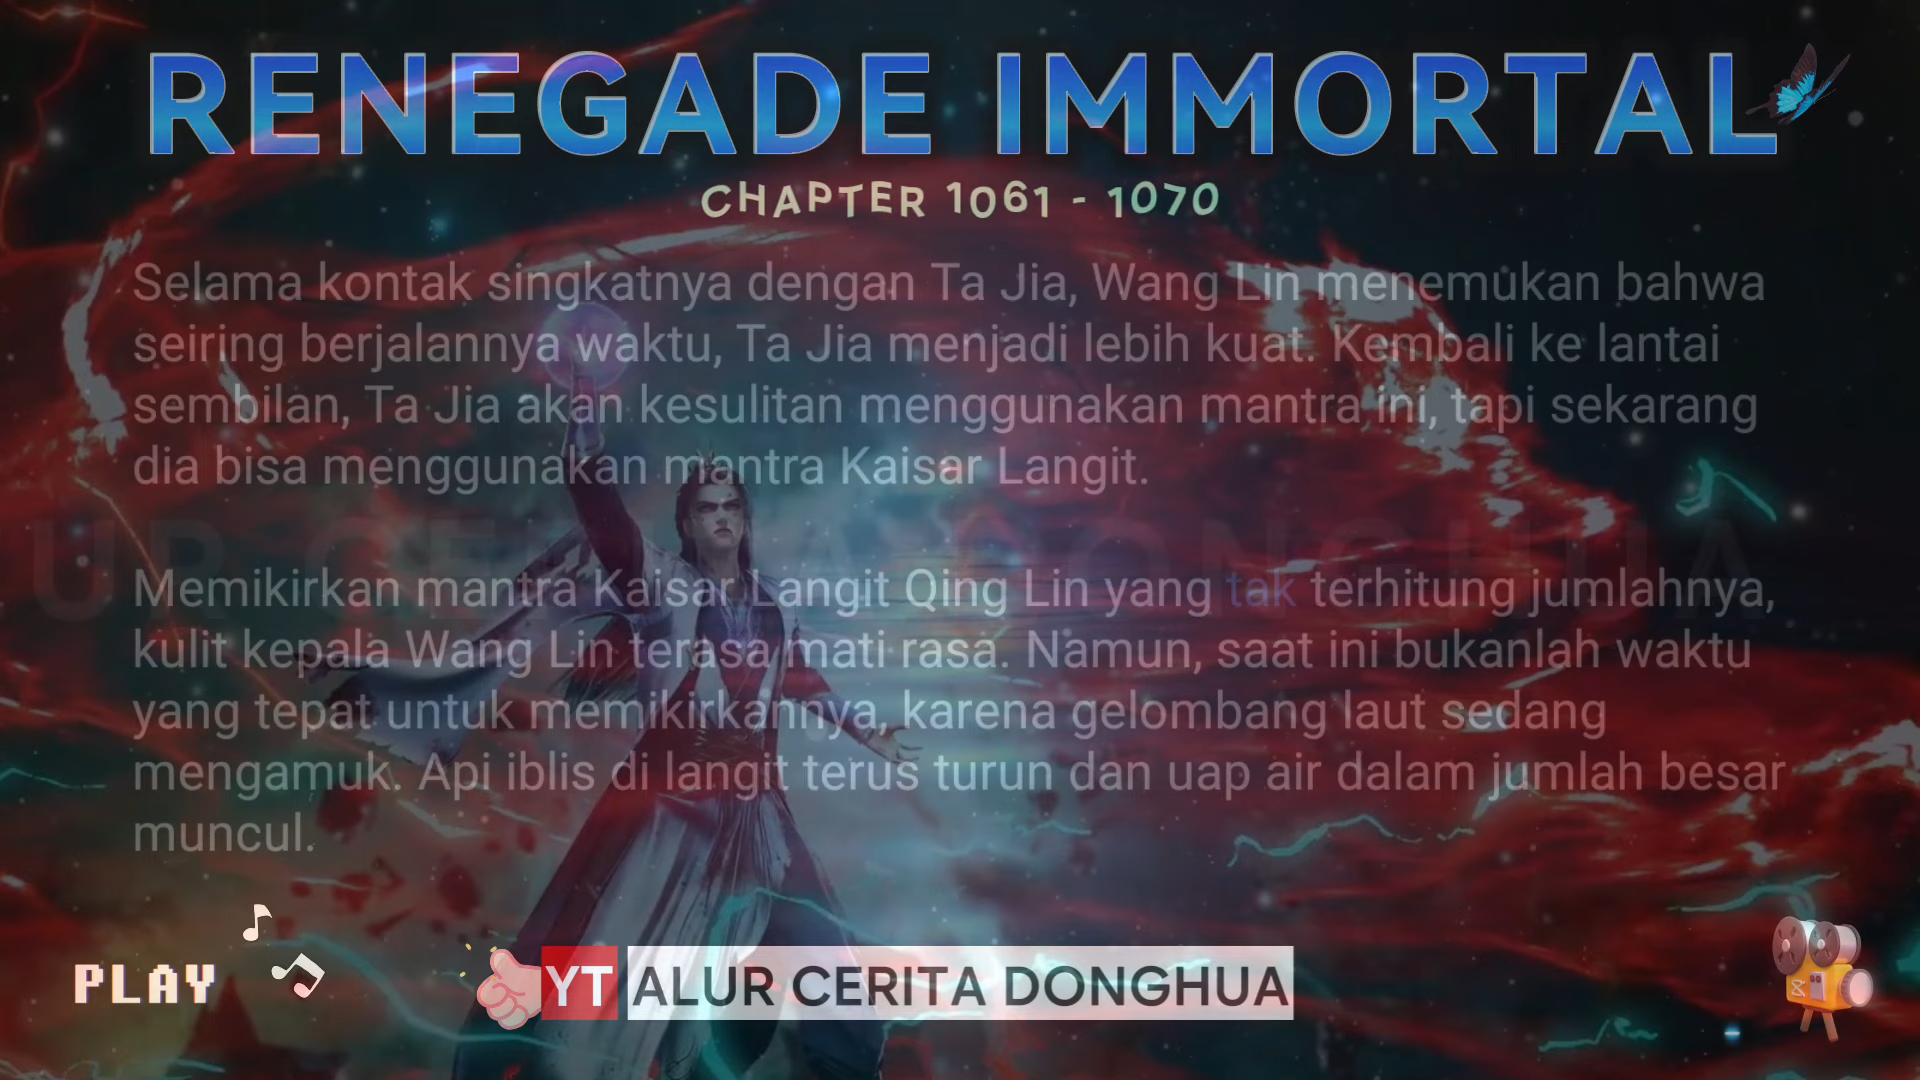 RENEGADE IMMORTAL
CHAPTER 1061 - 1070
Selama kontak singkatnya dengan Ta Jia, Wang Lin menemukan bahwa
seiring berjalannya waktu, Ta Jia menjadi lebih kuat. Kembali ke lantai
sembilan, Ta Jia akan kesulitan menggunakan mantra ini, tapi sekarang
dia bisa menggunakan mantra Kaisar Langit.
Memikirkan mantra Kaisar Langit Qing Lin yang tak terhitung jumlahnya,
kulit kepala Wang Lin terasa mati rasa. Namun, saat ini bukanlah waktu
yang tepat untuk memikirkannya, karena gelombang laut sedang
mengamuk. Api iblis di langit terus turun dan uap air dalam jumlah besar
muncul.
PLAY
YT ALUR CERITA DONGHUA